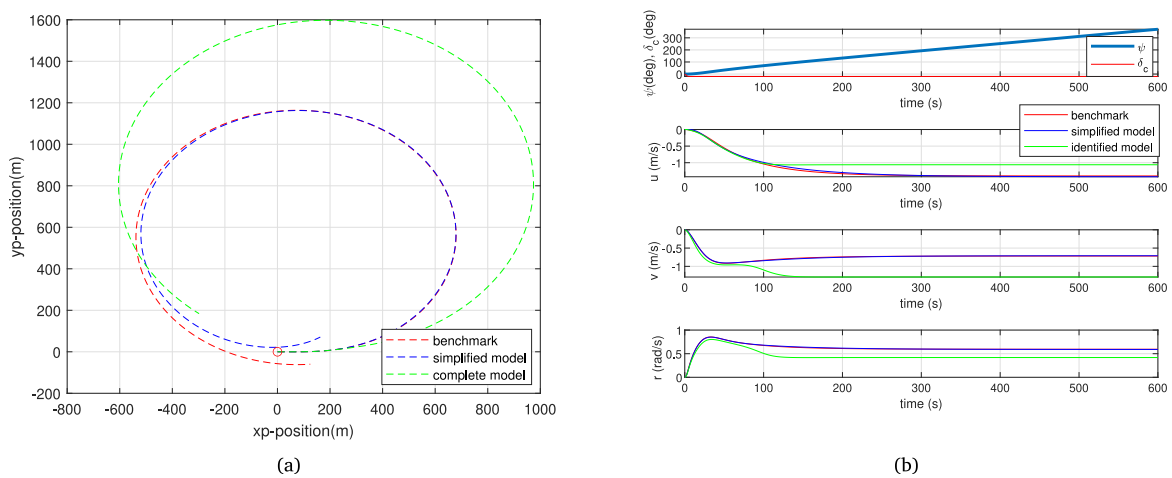 1600
1400
1200
1000
800
600
400
200
0
-200
yp-position(m)
-800 -600 -400 -200 0 200 400 600 800 1000
xp-position(m)
benchmark
simplified model
complete model
(a)
ψ(deg), δc(deg)
300
200
100
0
ψ
δc
0 100 200 300 400 500 600
time (s)
benchmark
simplified model
identified model
u (m/s)
0
-0.5
-1
0 100 200 300 400 500 600
time (s)
v (m/s)
0
-0.5
-1
0 100 200 300 400 500 600
time (s)
r (rad/s)
1
0.5
0
0 100 200 300 400 500 600
time (s)
(b)